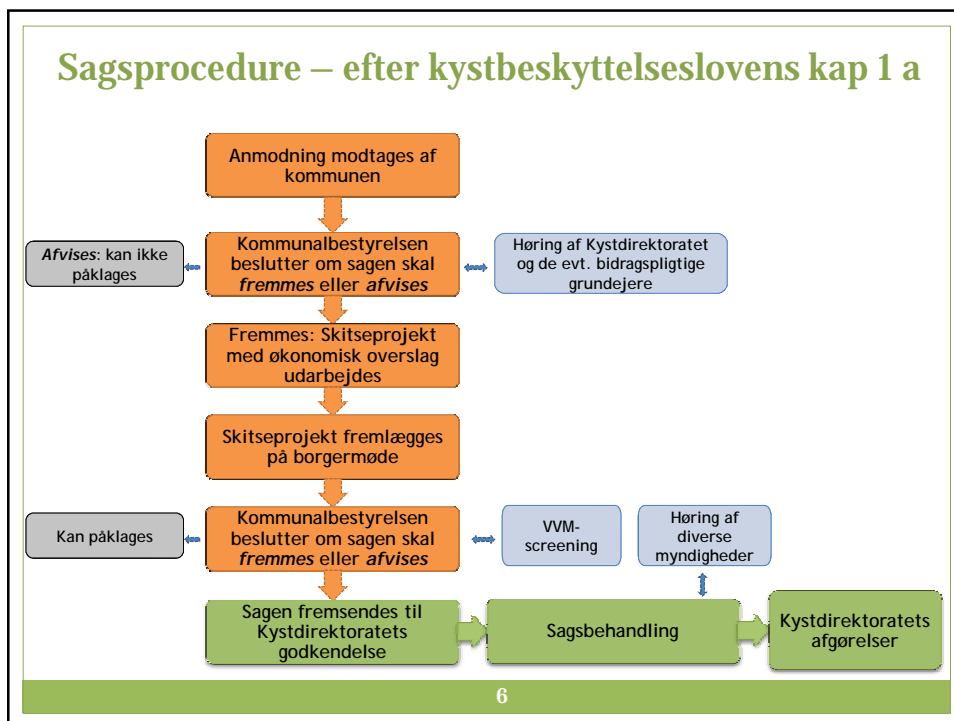 Sagsprocedure – efter kystbeskyttelseslovens kap 1 a
Anmodning modtages af
kommunen
Afvises: kan ikke
påklages
Kommunalbestyrelsen
beslutter om sagen skal
fremmes eller afvises
Høring af Kystdirektoratet
og de evt. bidragspligtige
grundejere
Fremmes: Skitseprojekt
med økonomisk overslag
udarbejdes
Skitseprojekt fremlægges
på borgermøde
Kan påklages
Kommunalbestyrelsen
beslutter om sagen skal
fremmes eller afvises
VVM-
screening
Høring af
diverse
myndigheder
Sagen fremsendes til
Kystdirektoratets
godkendelse
Sagsbehandling
Kystdirektoratets
afgørelser
6